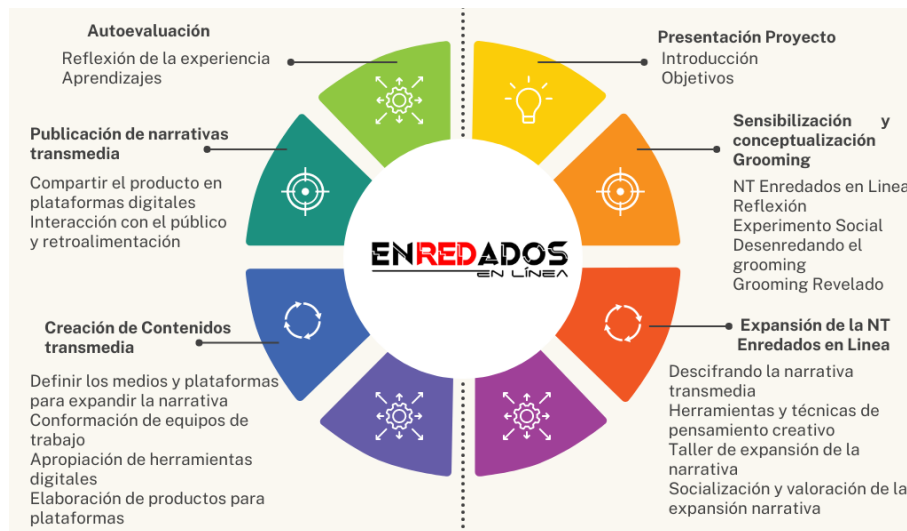 Autoevaluación
Reflexión de la experiencia
Aprendizajes
Publicación de narrativas
transmedia
Compartir el producto en
plataformas digitales
Interacción con el público
y retroalimentación
Creación de Contenidos
transmedia
Definir los medios y plataformas
para expandir la narrativa
Conformación de equipos de
trabajo
Apropiación de herramientas
digitales
Elaboración de productos para
plataformas
ENREDADOS
EN LÍNEA
Presentación Proyecto
Introducción
Objetivos
Sensibilización y
conceptualización
Grooming
NT Enredados en Linea
Reflexión
Experimento Social
Desenredando el
grooming
Grooming Revelado
Expansión de la NT
Enredados en Linea
Descifrando la narrativa
transmedia
Herramientas y técnicas de
pensamiento creativo
Taller de expansión de la
narrativa
Socialización y valoración de la
expansión narrativa